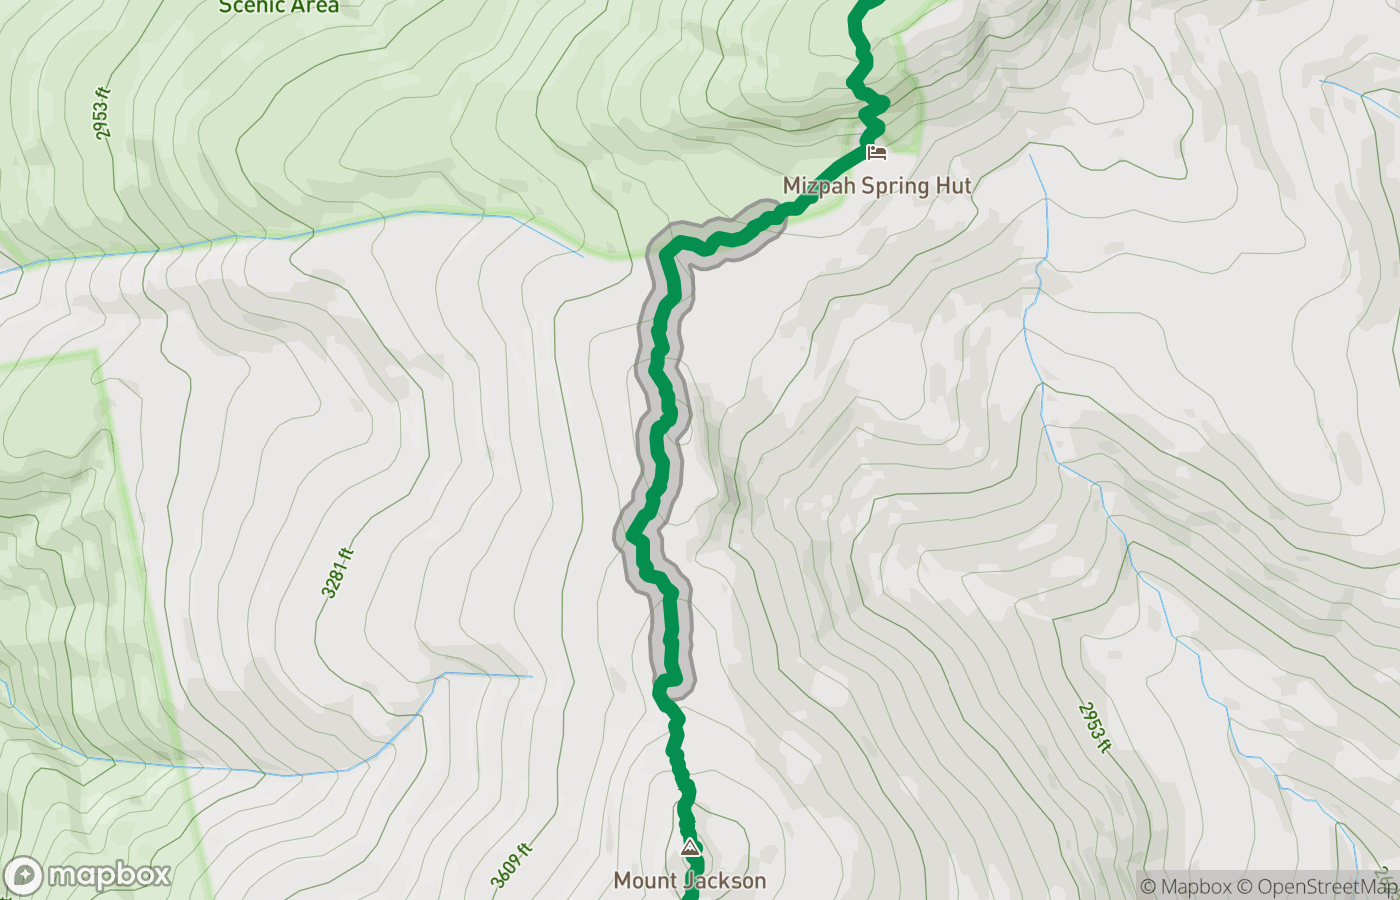 Scenic Area
2953 ft
Mizpah Spring Hut
3281 ft
2953 ft
3609 ft
Mount Jackson
mapbox
© Mapbox © OpenStreetMap